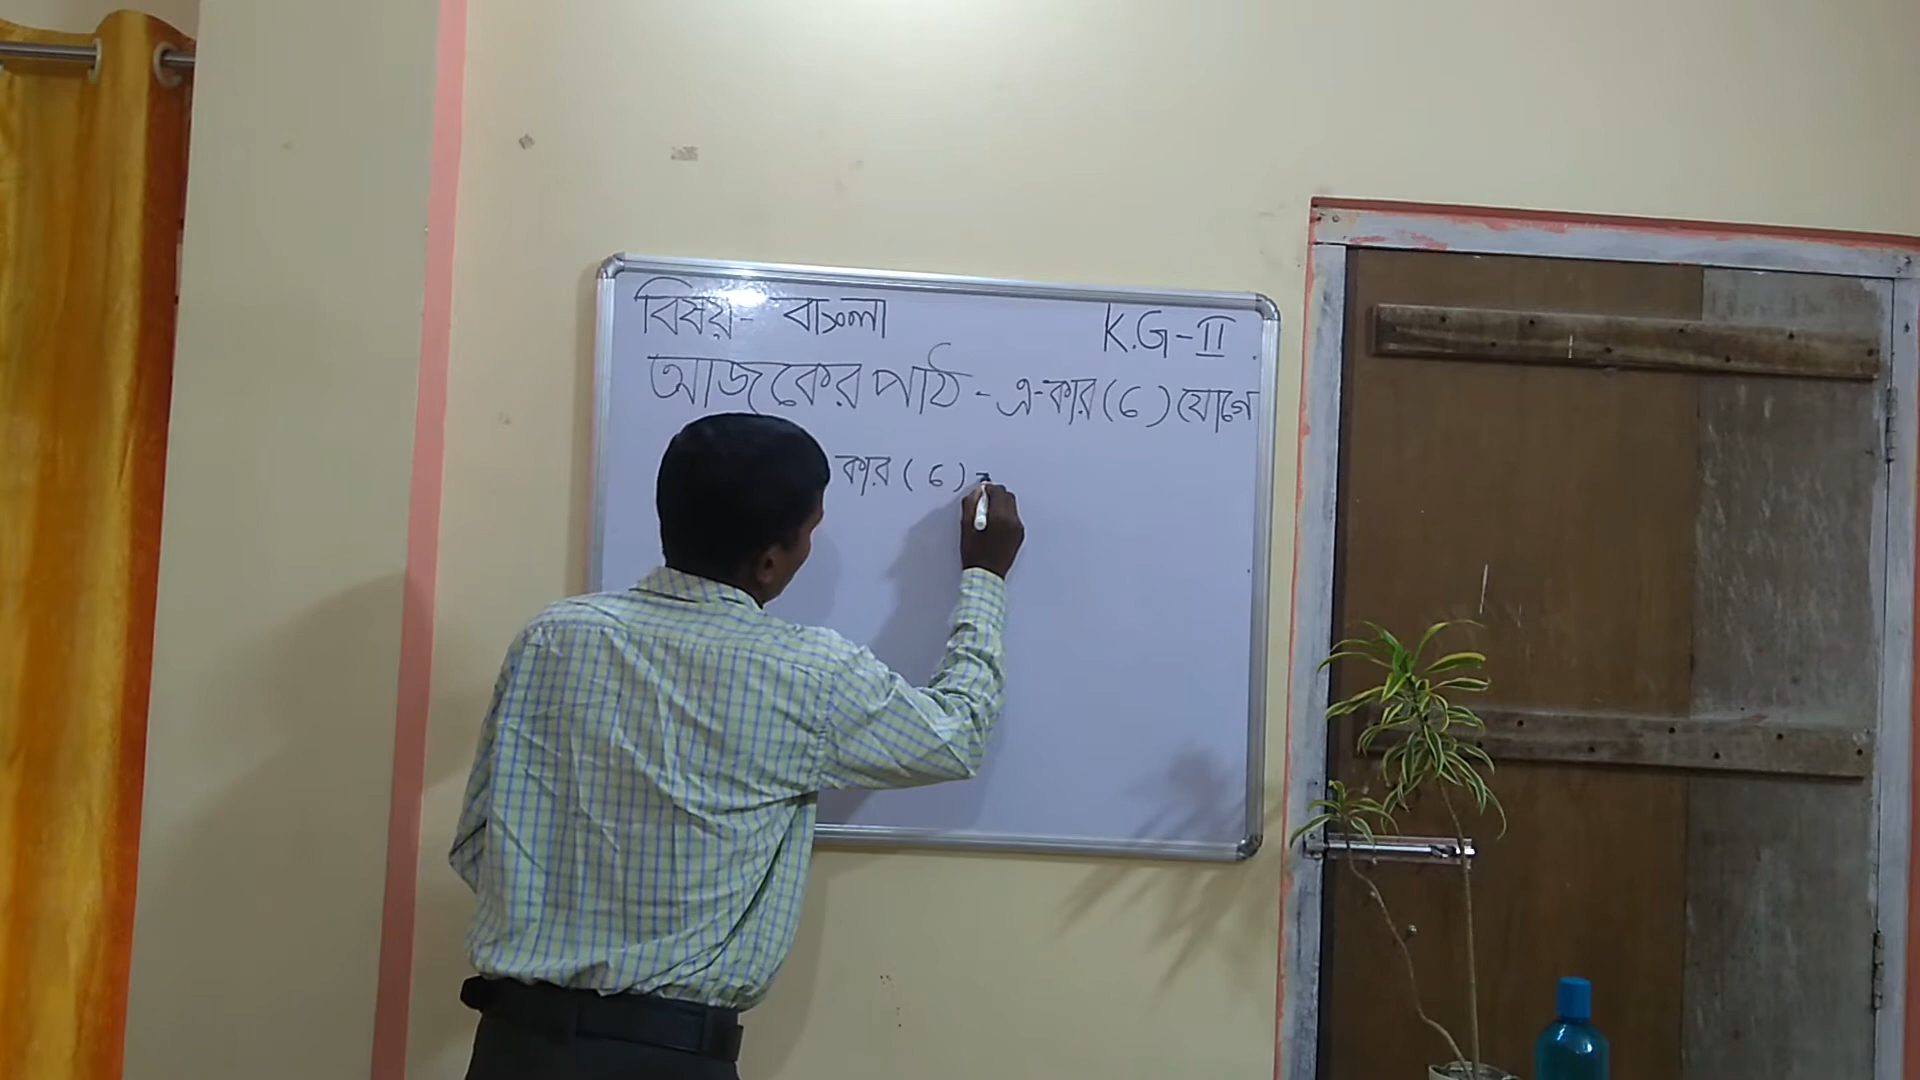 বিষয়- বাংলা K.G-II
আজকের পাঠ - এ-কার (ে) যোগে
কার (ে)